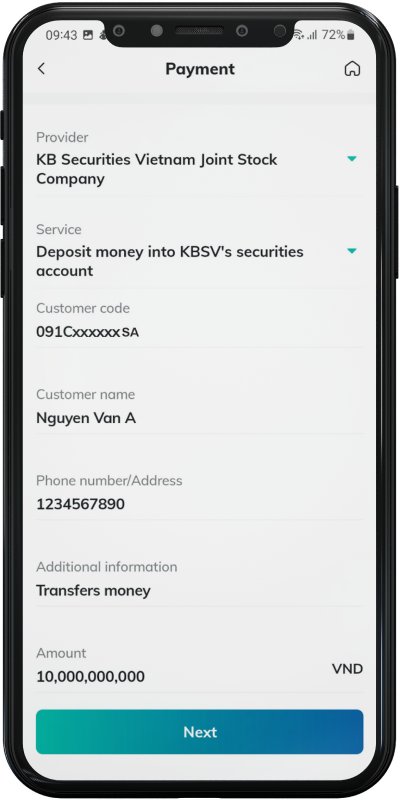 09:43 72%
Payment
Provider
KB Securities Vietnam Joint Stock
Company
Service
Deposit money into KBSV's securities
account
Customer code
091CxxxxxxSA
Customer name
Nguyen Van A
Phone number/Address
1234567890
Additional information
Transfers money
Amount
10,000,000,000 VND
Next